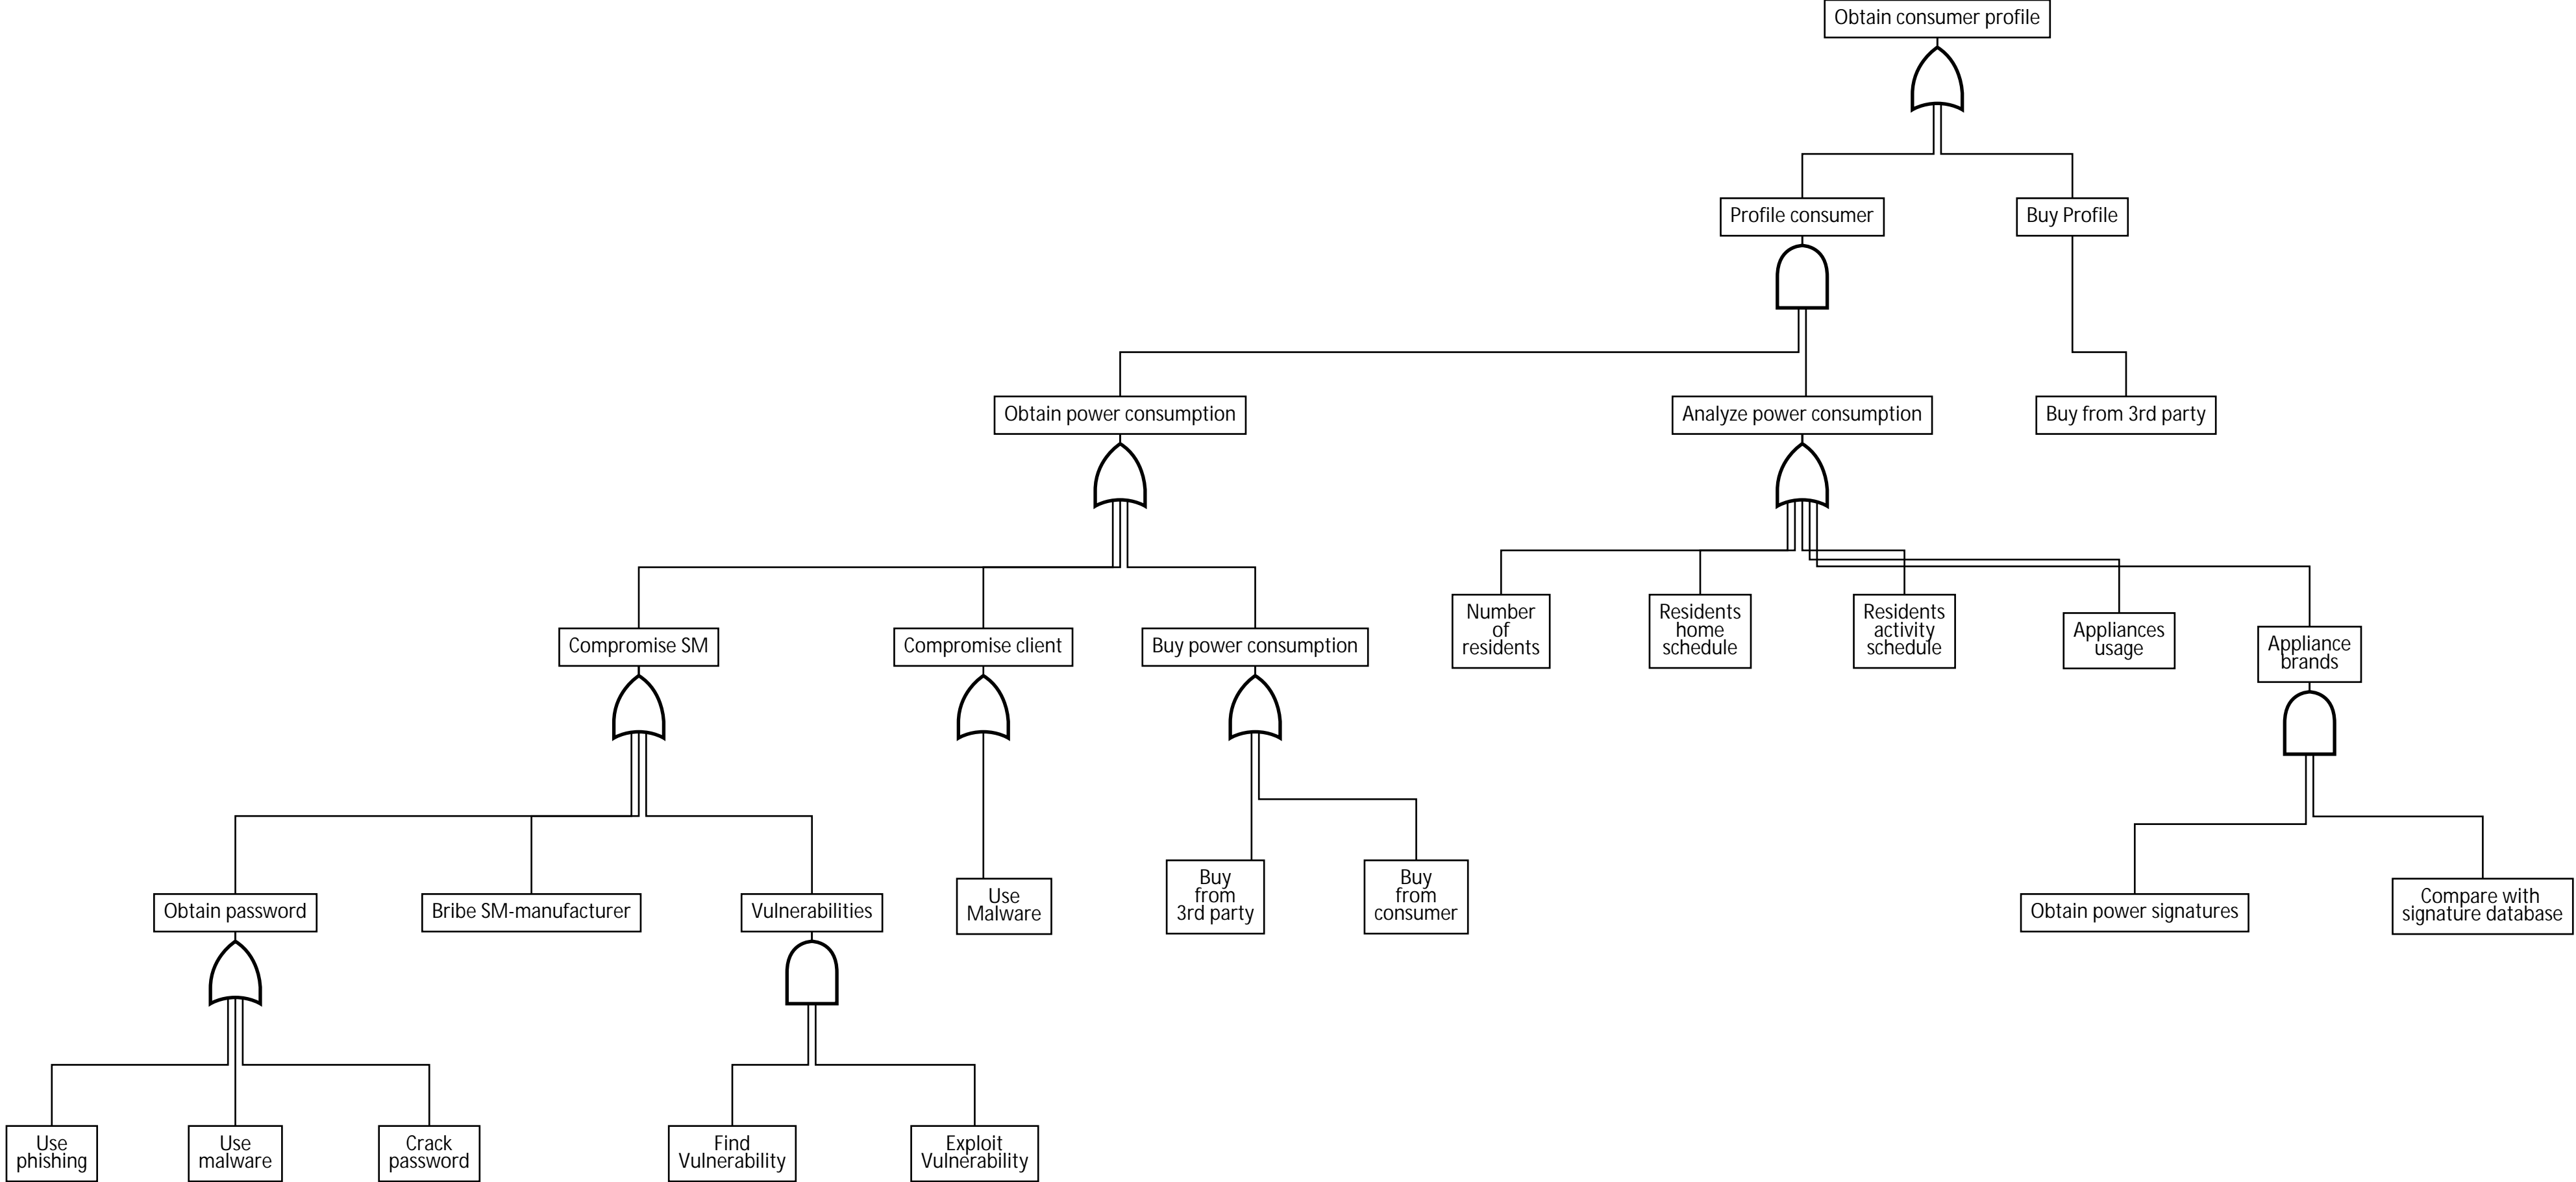 Obtain consumer profile
Profile consumer
Buy Profile
Obtain power consumption
Analyze power consumption
Buy from 3rd party
Compromise SM
Compromise client
Buy power consumption
Number
of
residents
Residents
home
schedule
Residents
activity
schedule
Appliances
usage
Appliance
brands
Obtain password
Bribe SM-manufacturer
Vulnerabilities
Use
Malware
Buy
from
3rd party
Buy
from
consumer
Obtain power signatures
Compare with
signature database
Use
phishing
Use
malware
Crack
password
Find
Vulnerability
Exploit
Vulnerability